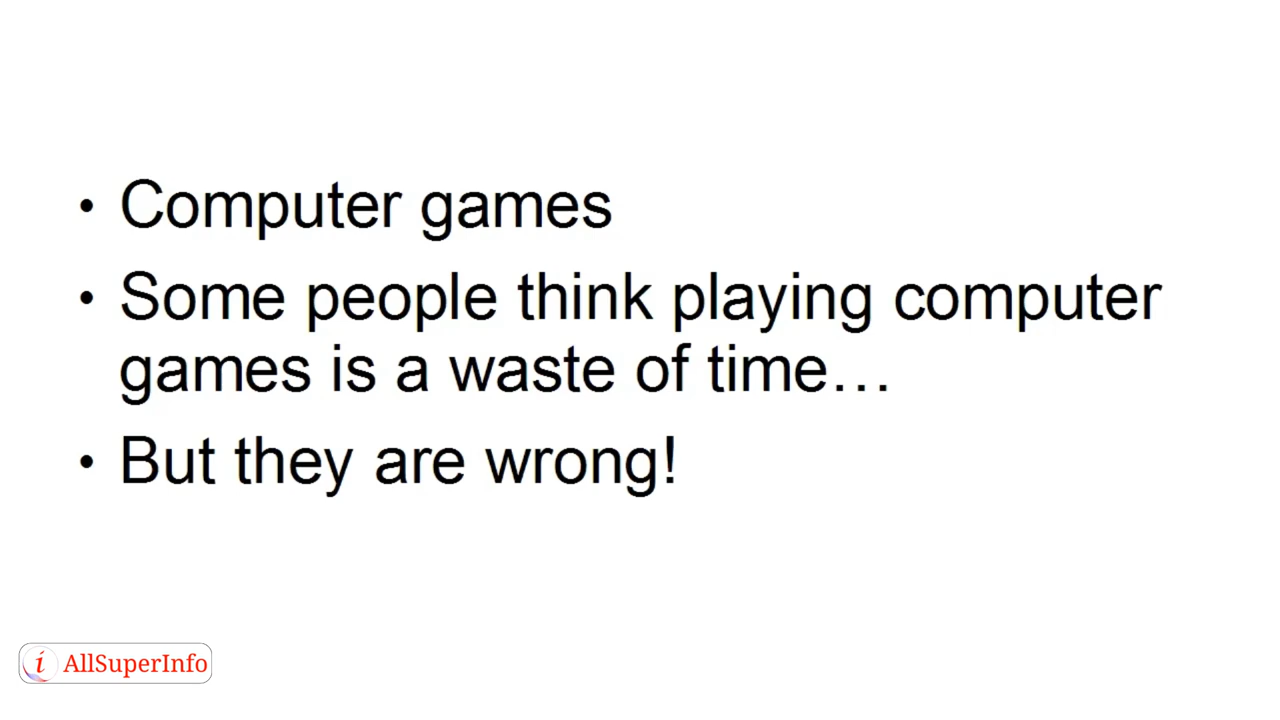 • Computer games
• Some people think playing computer
games is a waste of time…
• But they are wrong!
i AllSuperInfo